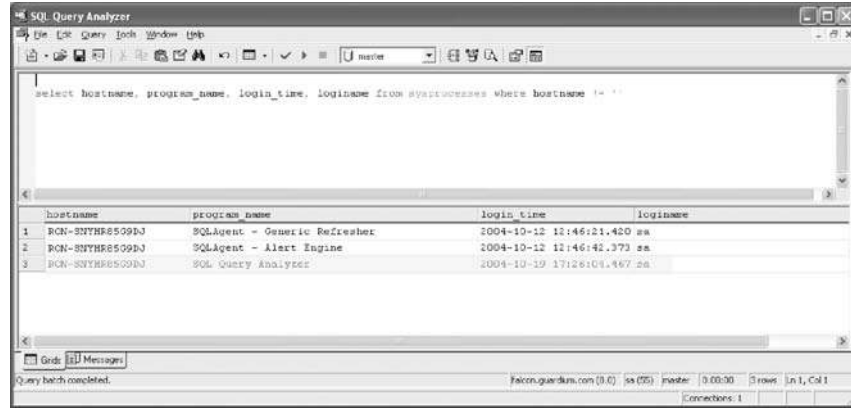 SQL Query Analyzer
File Edit Query Tools Window Help
master
select hostname, program_name, login_time, loginame from sysprocesses where hostname != ''
hostname program_name login_time loginame
1 RON-SNYHR85G9DJ SQLAgent - Generic Refresher 2004-10-12 12:46:21.420 sa
2 RON-SNYHR85G9DJ SQLAgent - Alert Engine 2004-10-12 12:46:42.373 sa
3 RON-SNYHR85G9DJ SQL Query Analyzer 2004-10-19 17:26:04.467 sa
Grids Messages
Query batch completed. falcon.guardium.com (8.0) sa (55) master 0:00:00 3 rows Ln 1, Col 1
Connections: 1